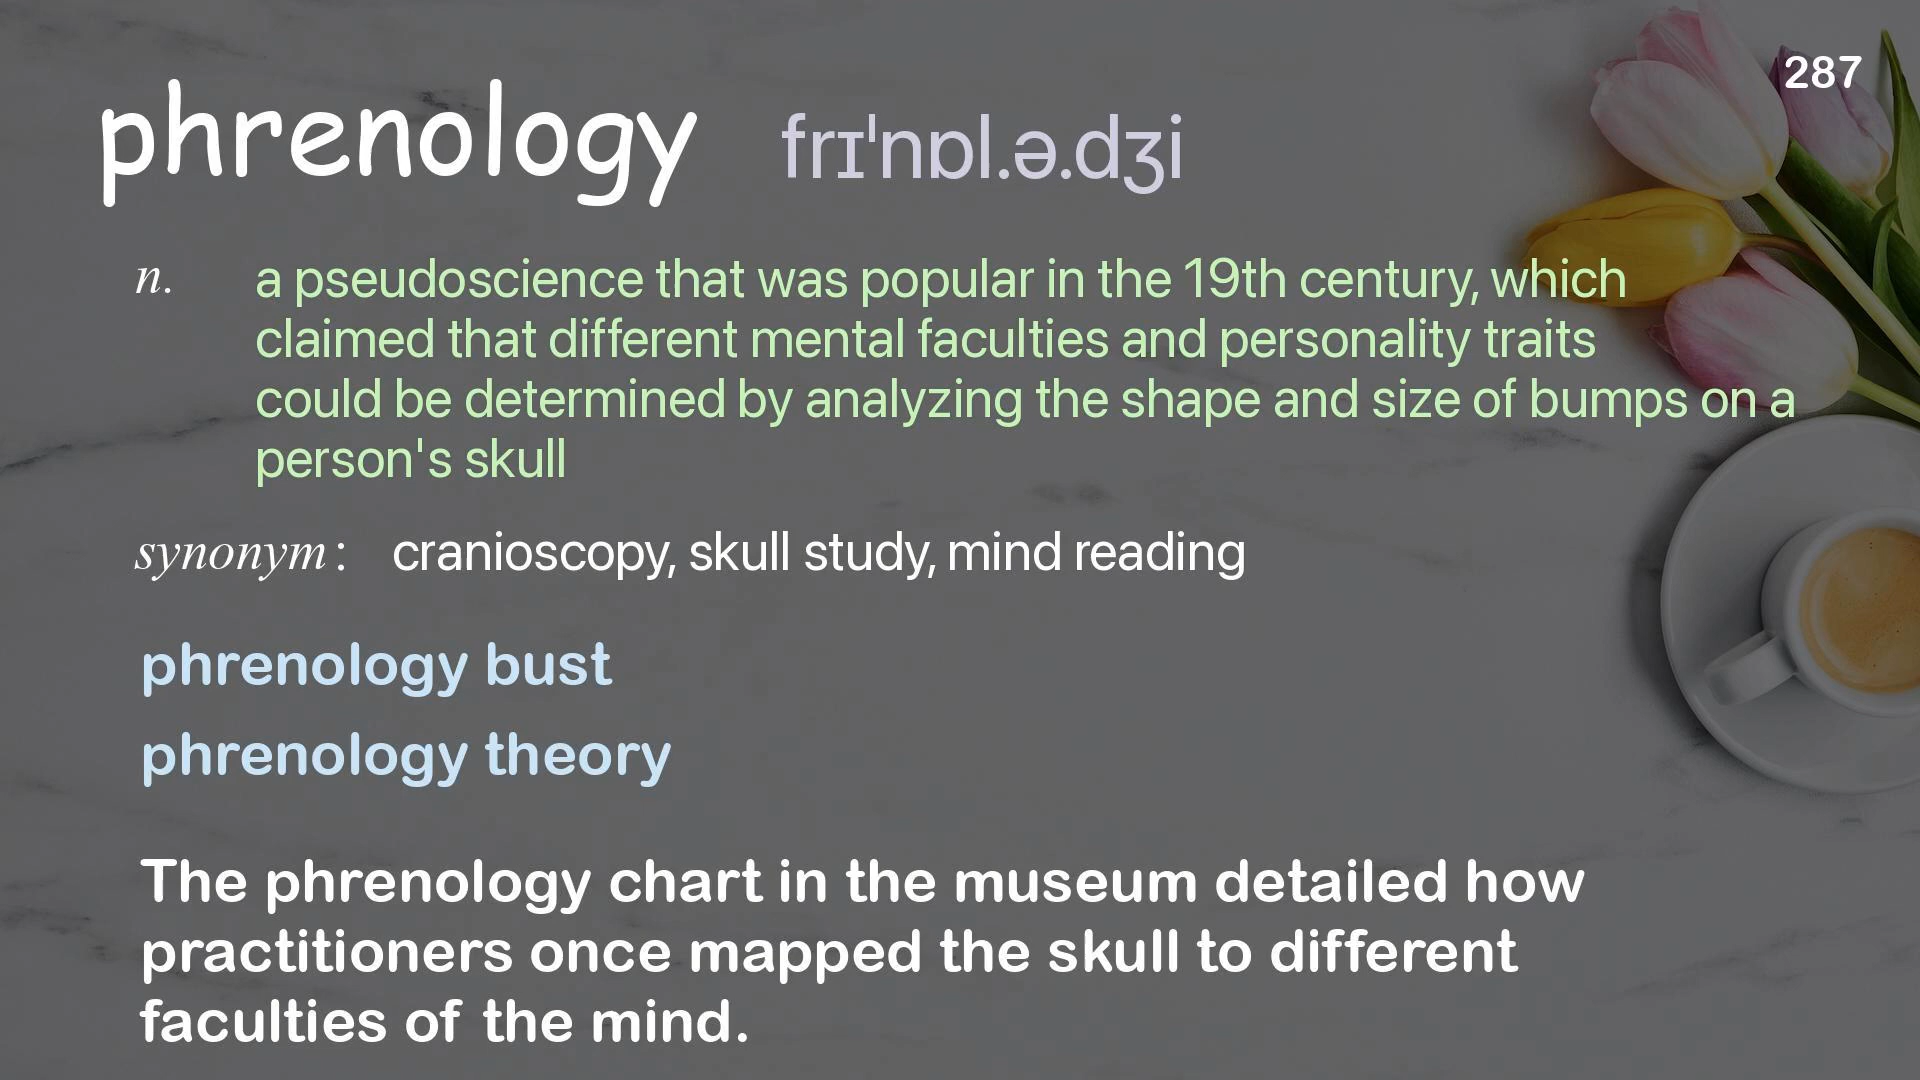 287
phrenology frɪˈnɒl.ə.dʒi
n. a pseudoscience that was popular in the 19th century, which
claimed that different mental faculties and personality traits
could be determined by analyzing the shape and size of bumps on a
person's skull
synonym: cranioscopy, skull study, mind reading
phrenology bust
phrenology theory
The phrenology chart in the museum detailed how
practitioners once mapped the skull to different
faculties of the mind.